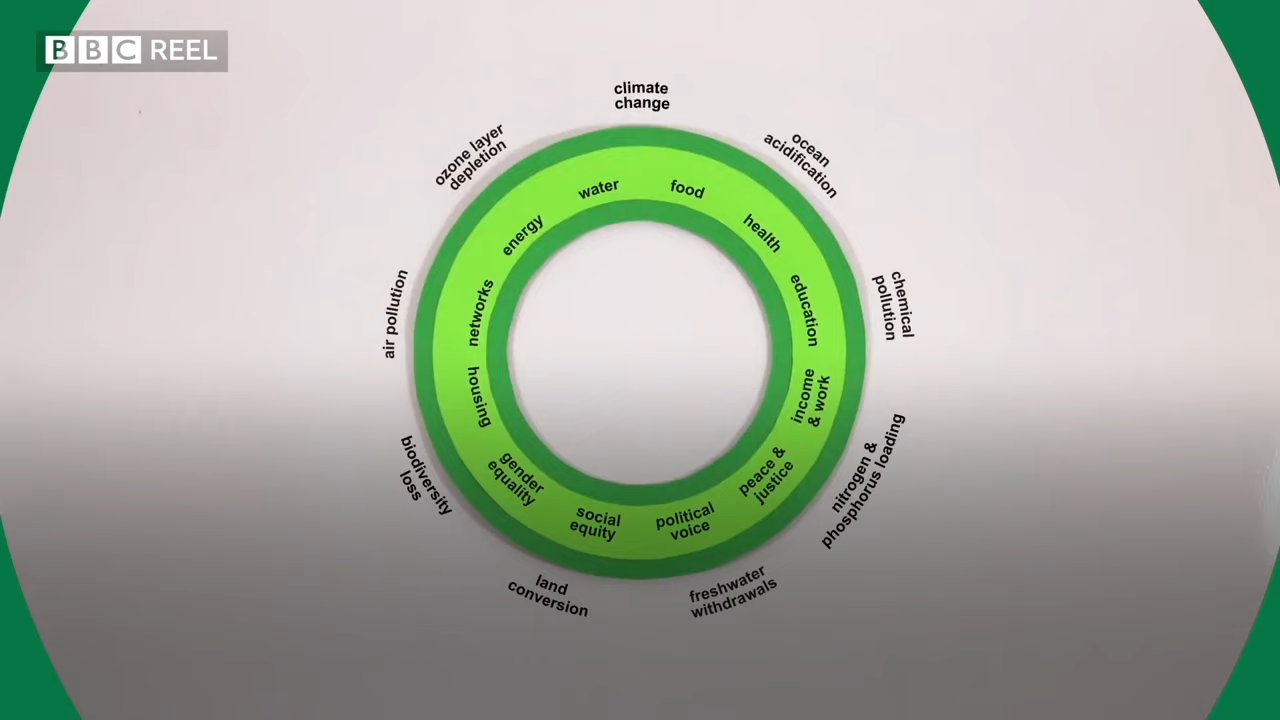 BBC REEL
climate
change
ocean
acidification
chemical
pollution
nitrogen &
phosphorus loading
freshwater
withdrawals
land
conversion
biodiversity
loss
air pollution
ozone layer
depletion
water
food
health
education
income
& work
peace &
justice
political
voice
social
equity
gender
equality
housing
networks
energy